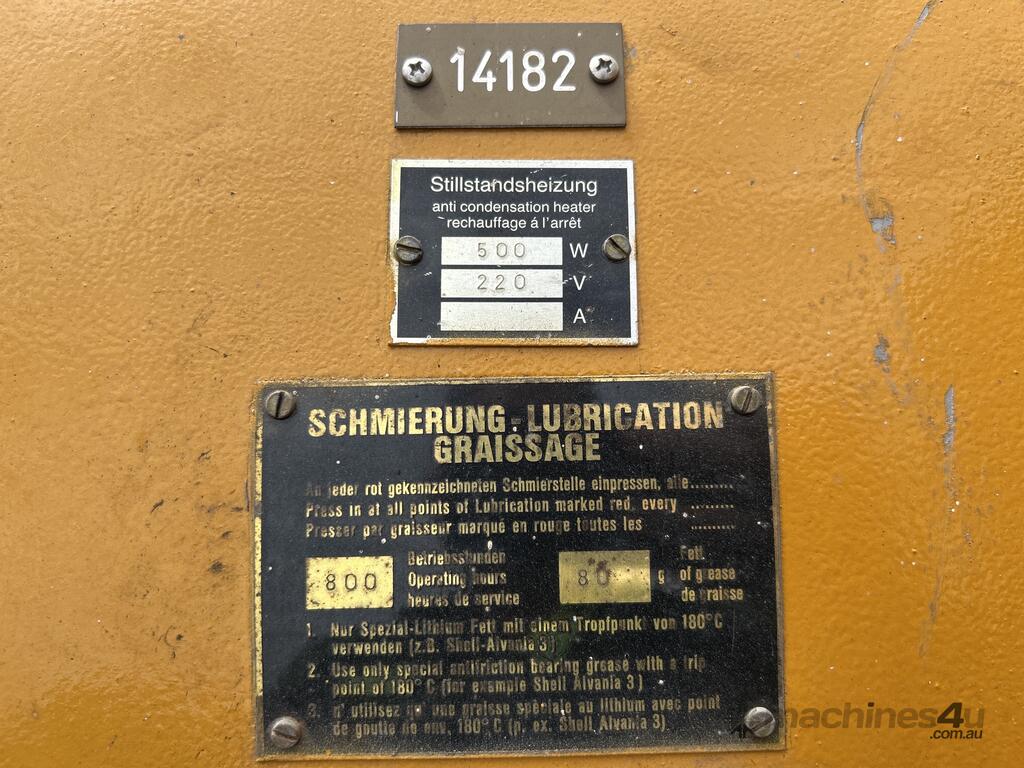 14182
Stillstandsheizung
anti condensation heater
rechauffage á l'arrêt
500 W
220 V
A
SCHMIERUNG-LUBRICATION
GRAISSAGE
An jeder rot gekennzeichneten Schmierstelle einpressen, alle.........
Press in at all points of Lubrication marked red, every .........
Presser par graisseur marqué en rouge toutes les .........
800 Betriebsstunden 80 g Fett
Operating hours of grease
heures de service de graisse
1. Nur Spezial-Lithium Fett mit einem Tropfpunkt von 180°C
verwenden (z.B. Shell-Alvania 3)
2. Use only special antifriction bearing grease with a drip
point of 180°C (for example Shell Alvania 3)
3. n'utilisez qu'une graisse spéciale au lithium avec point
de goutte de env. 180°C (p. ex. Shell Alvania 3)
machines4u
.com.au